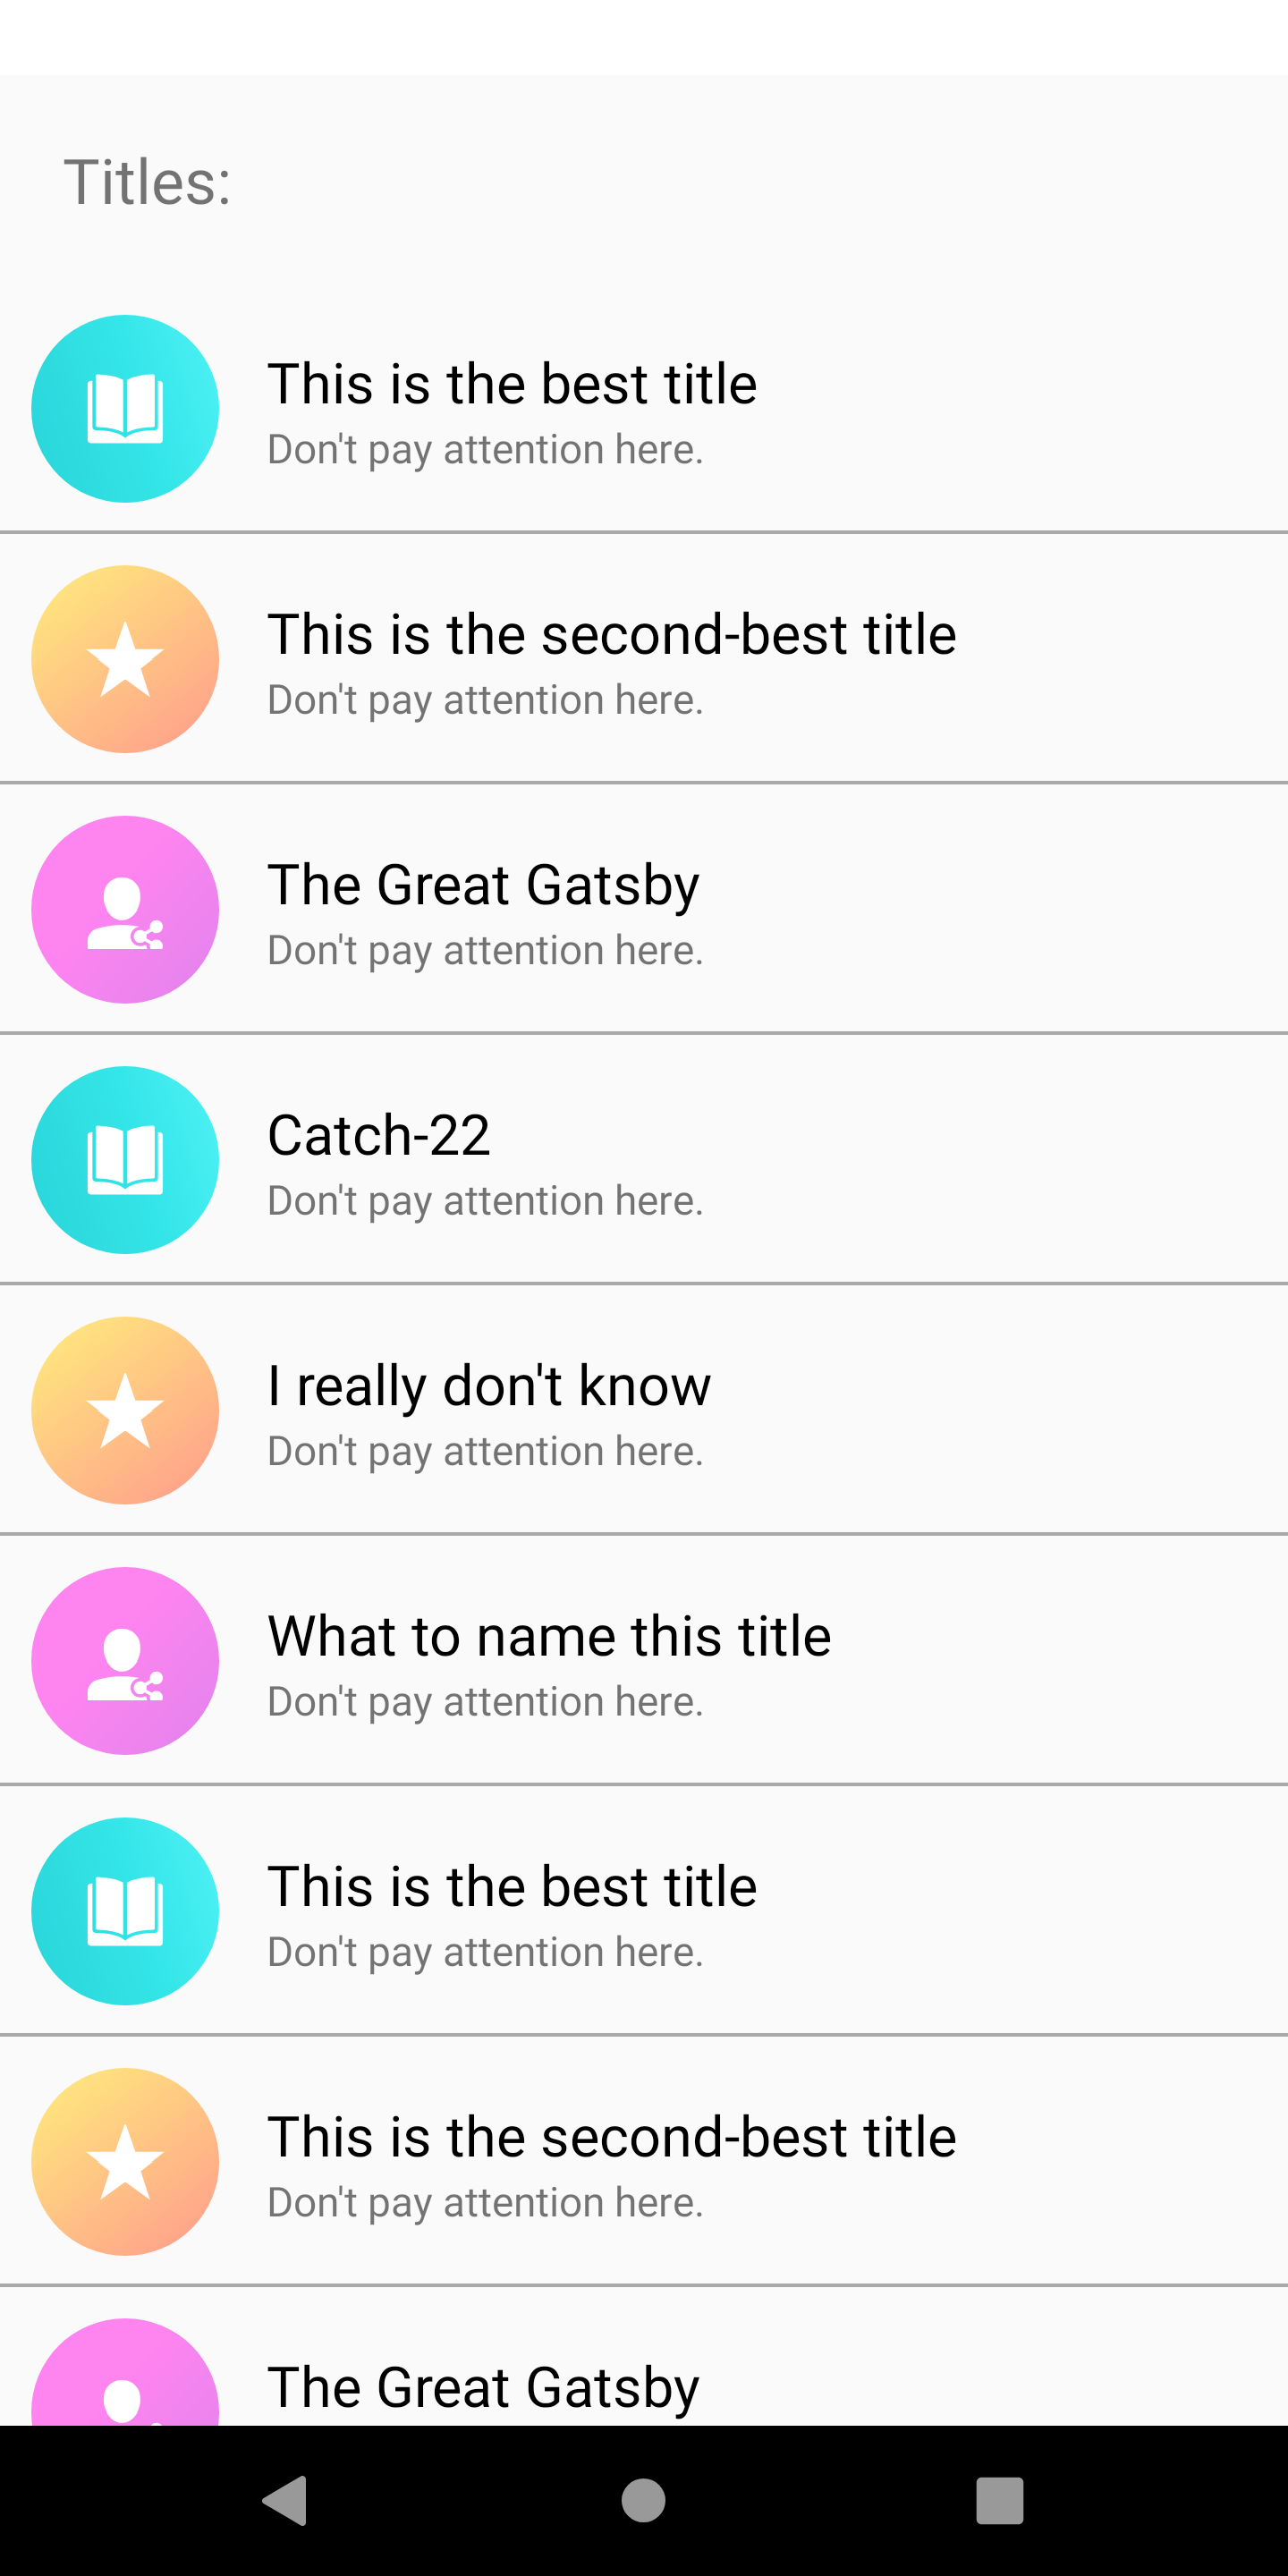 Titles:
This is the best title
Don't pay attention here.
This is the second-best title
Don't pay attention here.
The Great Gatsby
Don't pay attention here.
Catch-22
Don't pay attention here.
I really don't know
Don't pay attention here.
What to name this title
Don't pay attention here.
This is the best title
Don't pay attention here.
This is the second-best title
Don't pay attention here.
The Great Gatsby